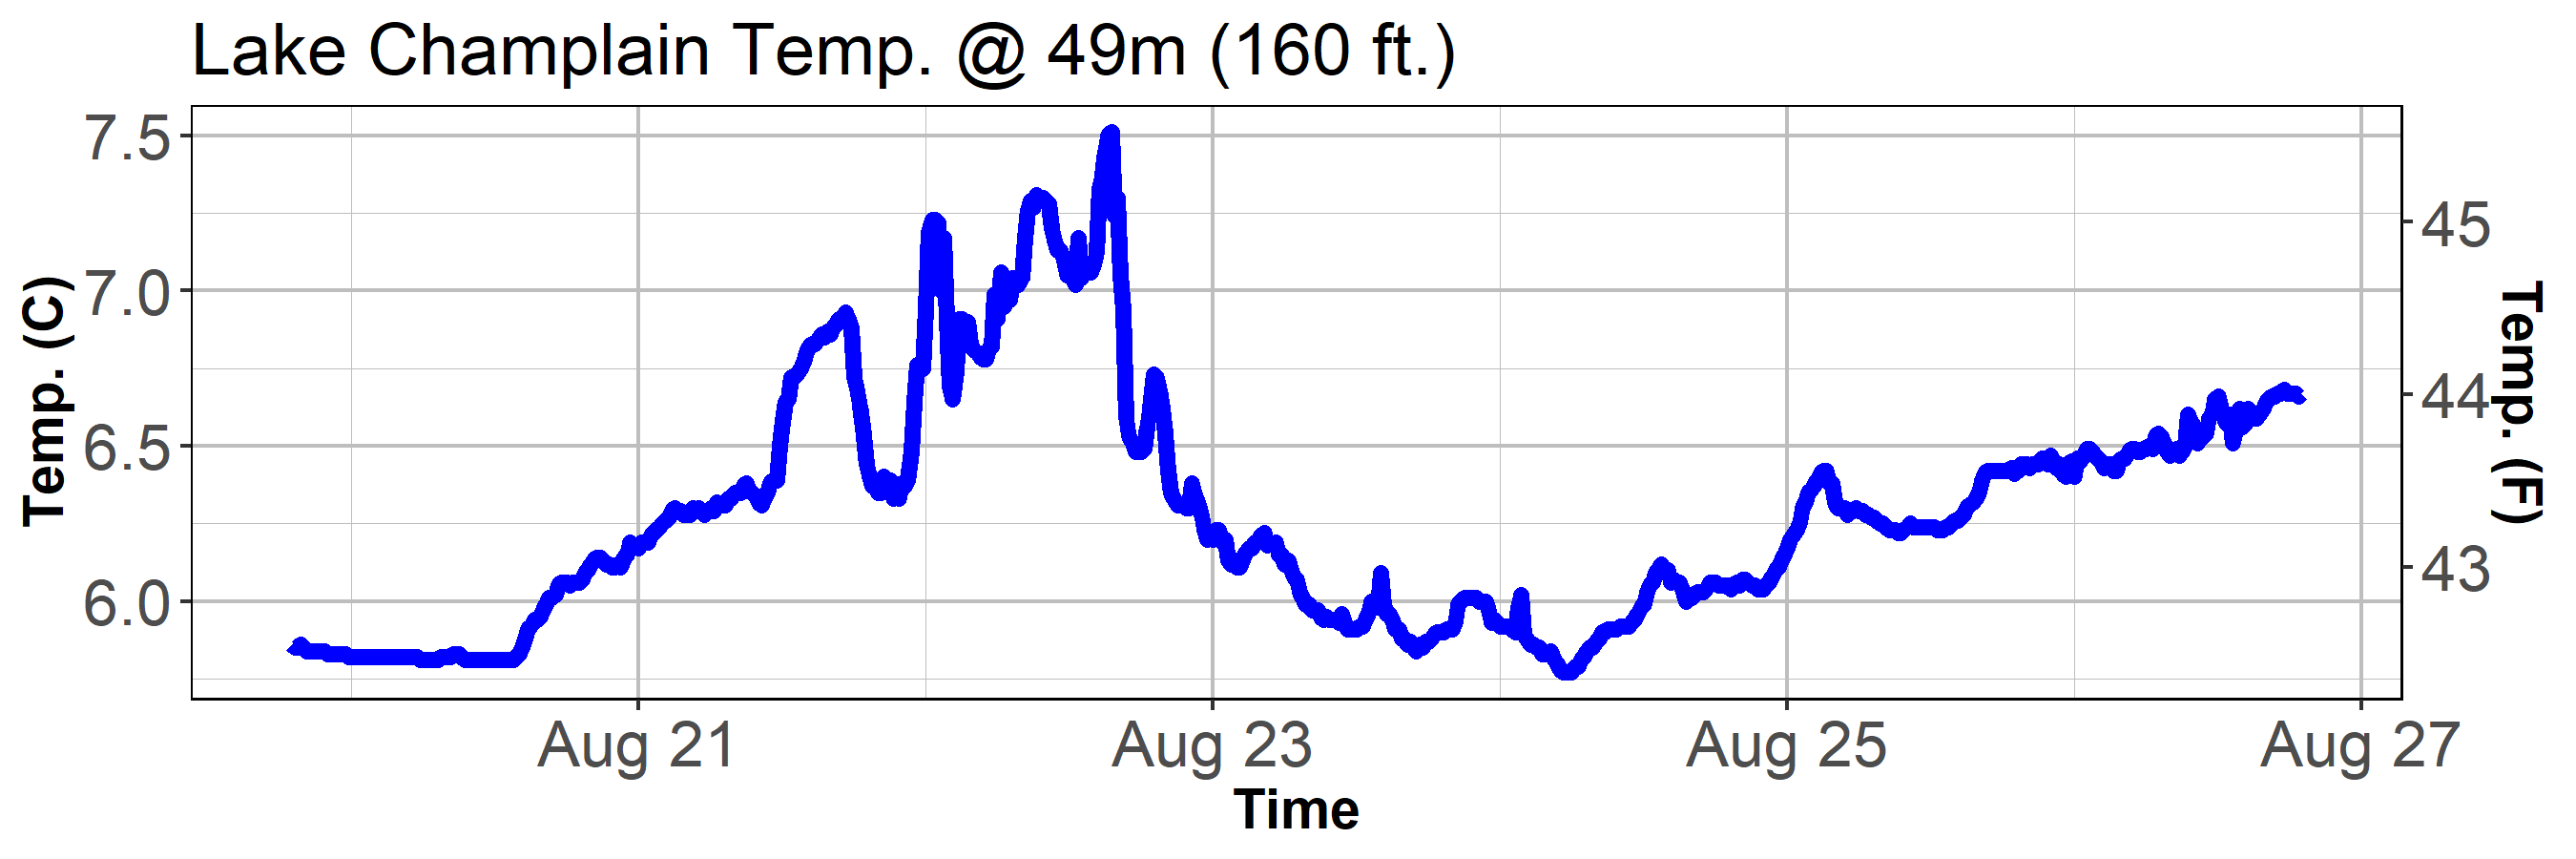 Lake Champlain Temp. @ 49m (160 ft.)
7.5
7.0
6.5
6.0
Temp. (C)
45
44
43
Temp. (F)
Aug 21
Aug 23
Aug 25
Aug 27
Time